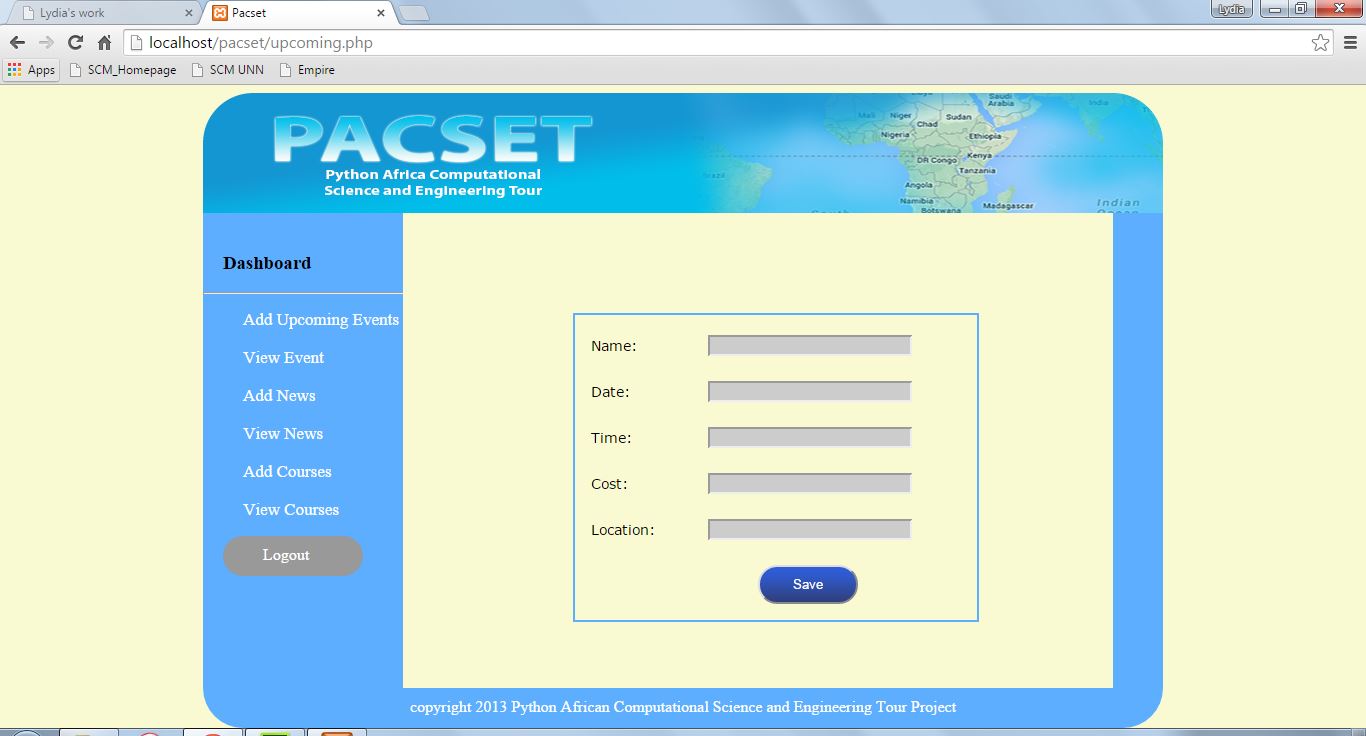 Lydia's work
Pacset
Lydia
localhost/pacset/upcoming.php
Apps
SCM_Homepage
SCM UNN
Empire
PACSET
Python Africa Computational
Science and Engineering Tour
Saudi
Arabia
India
Mali
Niger
Chad
Sudan
Nigeria
Ethiopia
DR Congo
Kenya
Tanzania
Brazil
Angola
Namibia
Botswana
Madagascar
Indian
Ocean
South
Dashboard
Add Upcoming Events
View Event
Add News
View News
Add Courses
View Courses
Logout
Name:
Date:
Time:
Cost:
Location:
Save
copyright 2013 Python African Computational Science and Engineering Tour Project